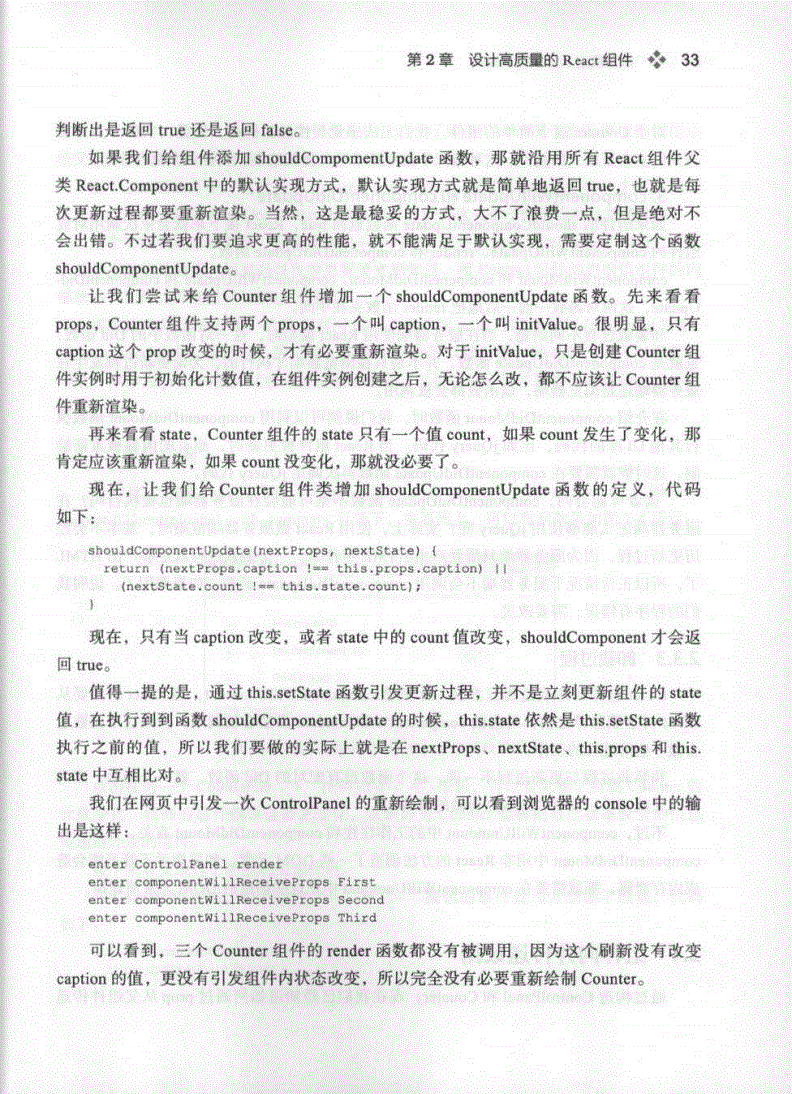 第 2 章 设计高质量的 React 组件 33
判断出是返回 true 还是返回 false。
如果我们给组件添加 shouldCompomentUpdate 函数，那就沿用所有 React 组件父
类 React.Component 中的默认实现方式，默认实现方式就是简单地返回 true，也就是每
次更新过程都要重新渲染。当然，这是最稳妥的方式，大不了浪费一点，但是绝对不
会出错。不过若我们要追求更高的性能，就不能满足于默认实现，需要定制这个函数
shouldComponentUpdate。
让我们尝试来给 Counter 组件增加一个 shouldComponentUpdate 函数。先来看看
props，Counter 组件支持两个 props，一个叫 caption，一个叫 initValue。很明显，只有
caption 这个 prop 改变的时候，才有必要重新渲染。对于 initValue，只是创建 Counter 组
件实例时用于初始化计数值，在组件实例创建之后，无论怎么改，都不应该让 Counter 组
件重新渲染。
再来看看 state，Counter 组件的 state 只有一个值 count，如果 count 发生了变化，那
肯定应该重新渲染，如果 count 没变化，那就没必要了。
现在，让我们给 Counter 组件类增加 shouldComponentUpdate 函数的定义，代码
如下：
shouldComponentUpdate(nextProps, nextState) {
return (nextProps.caption !== this.props.caption) ||
(nextState.count !== this.state.count);
}
现在，只有当 caption 改变，或者 state 中的 count 值改变，shouldComponent 才会返
回 true。
值得一提的是，通过 this.setState 函数引发更新过程，并不是立刻更新组件的 state
值，在执行到到函数 shouldComponentUpdate 的时候，this.state 依然是 this.setState 函数
执行之前的值，所以我们要做的实际上就是在 nextProps、nextState、this.props 和 this.
state 中互相比对。
我们在网页中引发一次 ControlPanel 的重新绘制，可以看到浏览器的 console 中的输
出是这样：
enter ControlPanel render
enter componentWillReceiveProps First
enter componentWillReceiveProps Second
enter componentWillReceiveProps Third
可以看到，三个 Counter 组件的 render 函数都没有被调用，因为这个刷新没有改变
caption 的值，更没有引发组件内状态改变，所以完全没有必要重新绘制 Counter。